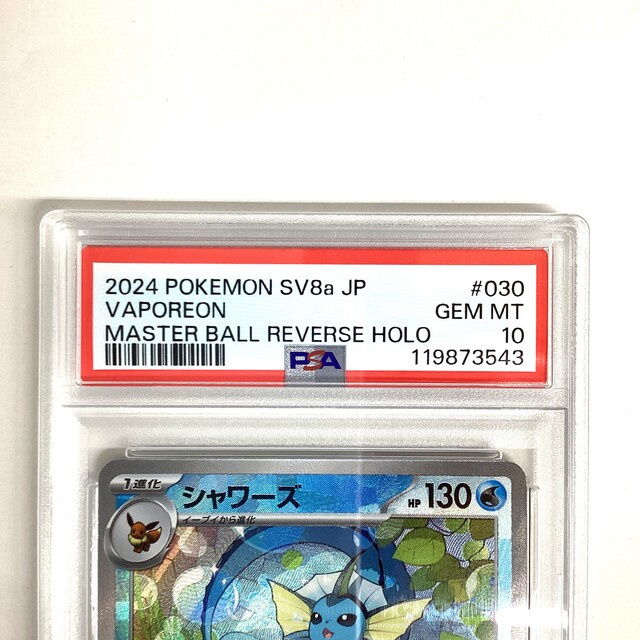 2024 POKEMON SV8a JP #030
VAPOREON GEM MT
MASTER BALL REVERSE HOLO 10
PSA 119873543
1進化 シャワーズ HP 130
イーブイから進化